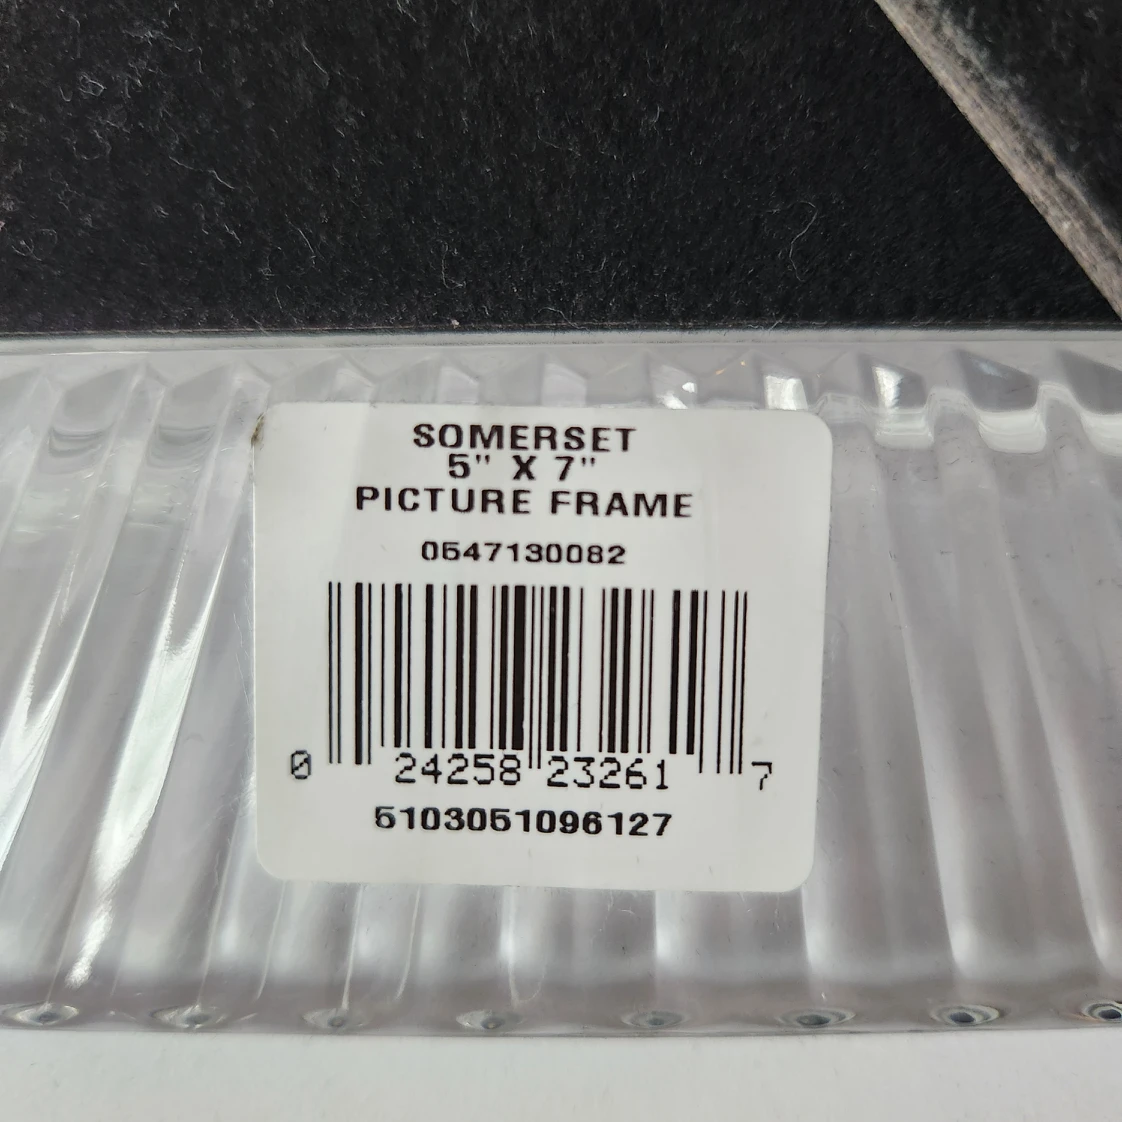 SOMERSET
5" X 7"
PICTURE FRAME
0547130082
0 24258 23261 7
5103051096127